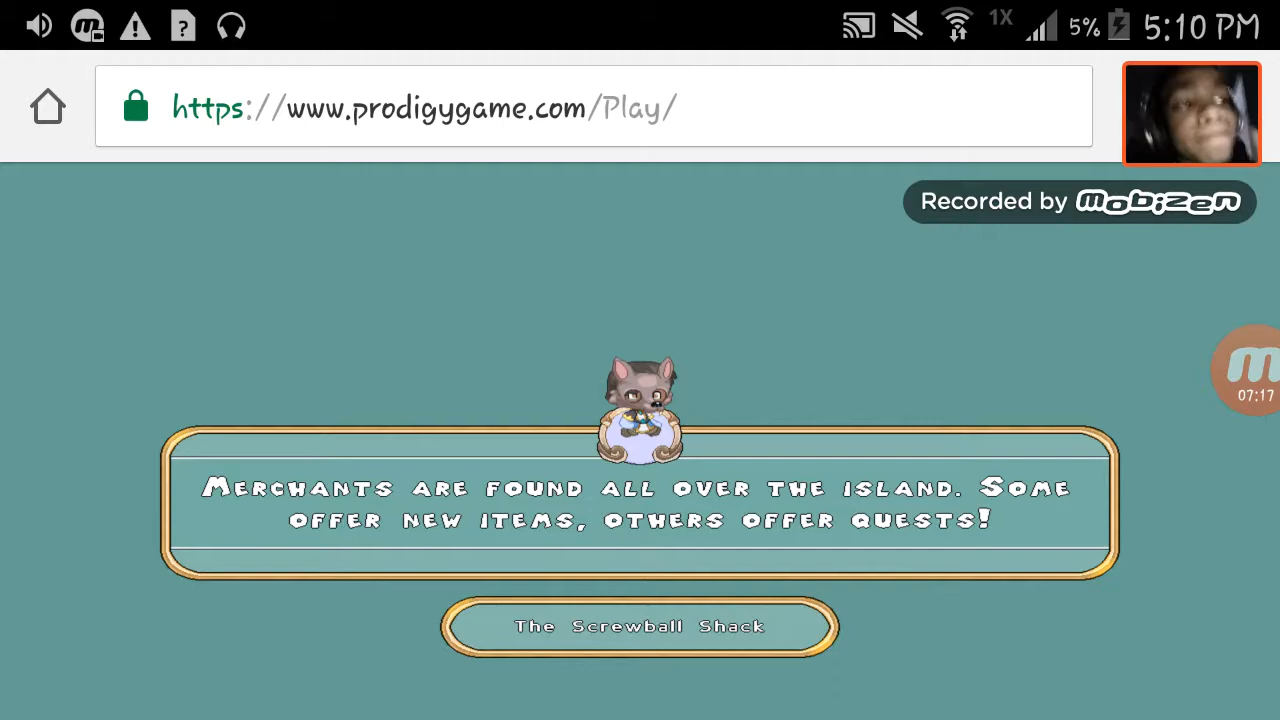 1X 5% 5:10 PM
https://www.prodigygame.com/Play/
Recorded by mobizen
07:17
MERCHANTS ARE FOUND ALL OVER THE ISLAND. SOME
OFFER NEW ITEMS, OTHERS OFFER QUESTS!
The Screwball Shack